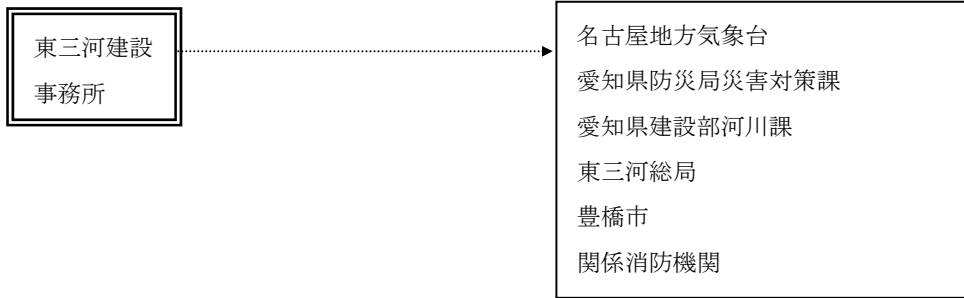 東三河建設
事務所
名古屋地方気象台
愛知県防災局災害対策課
愛知県建設部河川課
東三河総局
豊橋市
関係消防機関